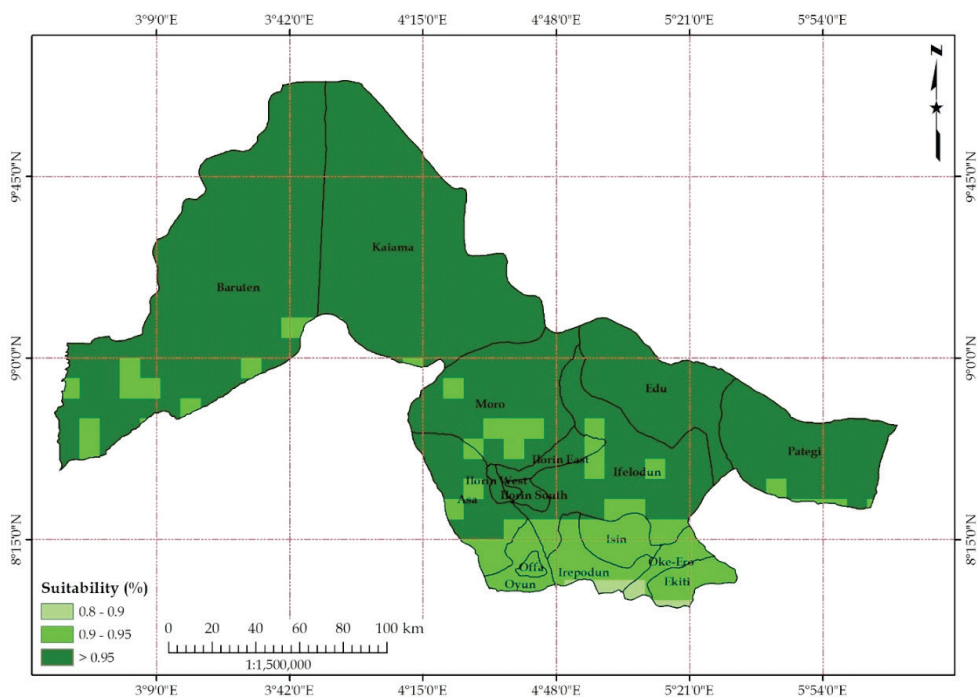 3°9'0"E 3°42'0"E 4°15'0"E 4°48'0"E 5°21'0"E 5°54'0"E
N
9°45'0"N 9°45'0"N
Kaiama
Baruten
9°0'0"N 9°0'0"N
Edu
Moro
Pategi
Ilorin East
Ifelodun
Ilorin West
Asa Ilorin South
8°15'0"N 8°15'0"N
Isin
Oke-Ero
Offa Irepodun
Ekiti
Oyun
Suitability (%)
0.8 - 0.9
0.9 - 0.95
> 0.95
0 20 40 60 80 100 km
1:1,500,000
3°9'0"E 3°42'0"E 4°15'0"E 4°48'0"E 5°21'0"E 5°54'0"E